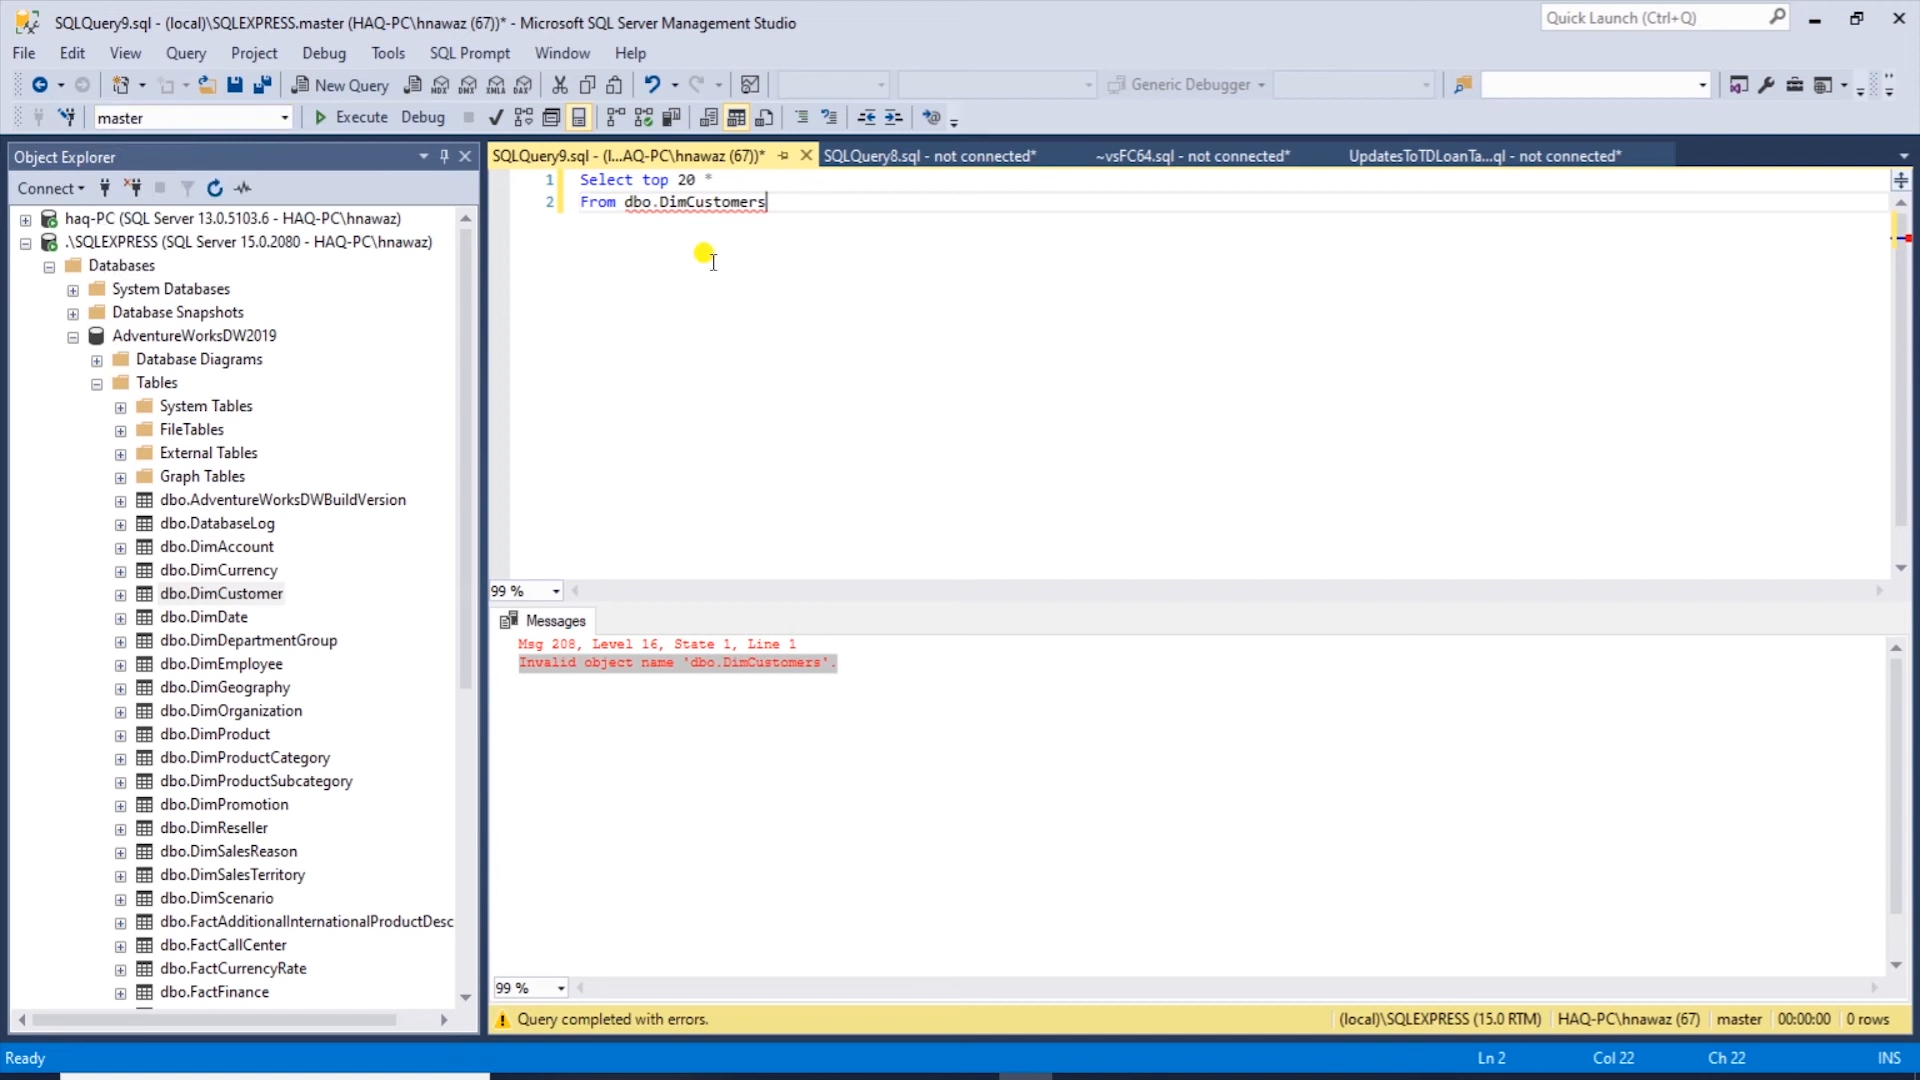 SQLQuery9.sql - (local)\SQLEXPRESS.master (HAQ-PC\hnawaz (67))* - Microsoft SQL Server Management Studio
Quick Launch (Ctrl+Q)
File Edit View Query Project Debug Tools SQL Prompt Window Help
New Query
MDX DMX XMLA DAX
Generic Debugger
master
Execute Debug
Object Explorer
SQLQuery9.sql - (l...AQ-PC\hnawaz (67))* SQLQuery8.sql - not connected* ~vsFC64.sql - not connected* UpdatesToTDLoanTa...ql - not connected*
Connect
haq-PC (SQL Server 13.0.5103.6 - HAQ-PC\hnawaz)
.\SQLEXPRESS (SQL Server 15.0.2080 - HAQ-PC\hnawaz)
Databases
System Databases
Database Snapshots
AdventureWorksDW2019
Database Diagrams
Tables
System Tables
FileTables
External Tables
Graph Tables
dbo.AdventureWorksDWBuildVersion
dbo.DatabaseLog
dbo.DimAccount
dbo.DimCurrency
dbo.DimCustomer
dbo.DimDate
dbo.DimDepartmentGroup
dbo.DimEmployee
dbo.DimGeography
dbo.DimOrganization
dbo.DimProduct
dbo.DimProductCategory
dbo.DimProductSubcategory
dbo.DimPromotion
dbo.DimReseller
dbo.DimSalesReason
dbo.DimSalesTerritory
dbo.DimScenario
dbo.FactAdditionalInternationalProductDesc
dbo.FactCallCenter
dbo.FactCurrencyRate
dbo.FactFinance
1 Select top 20 *
2 From dbo.DimCustomers
99 %
Messages
Msg 208, Level 16, State 1, Line 1
Invalid object name 'dbo.DimCustomers'.
99 %
Query completed with errors.
(local)\SQLEXPRESS (15.0 RTM) HAQ-PC\hnawaz (67) master 00:00:00 0 rows
Ready
Ln 2 Col 22 Ch 22 INS